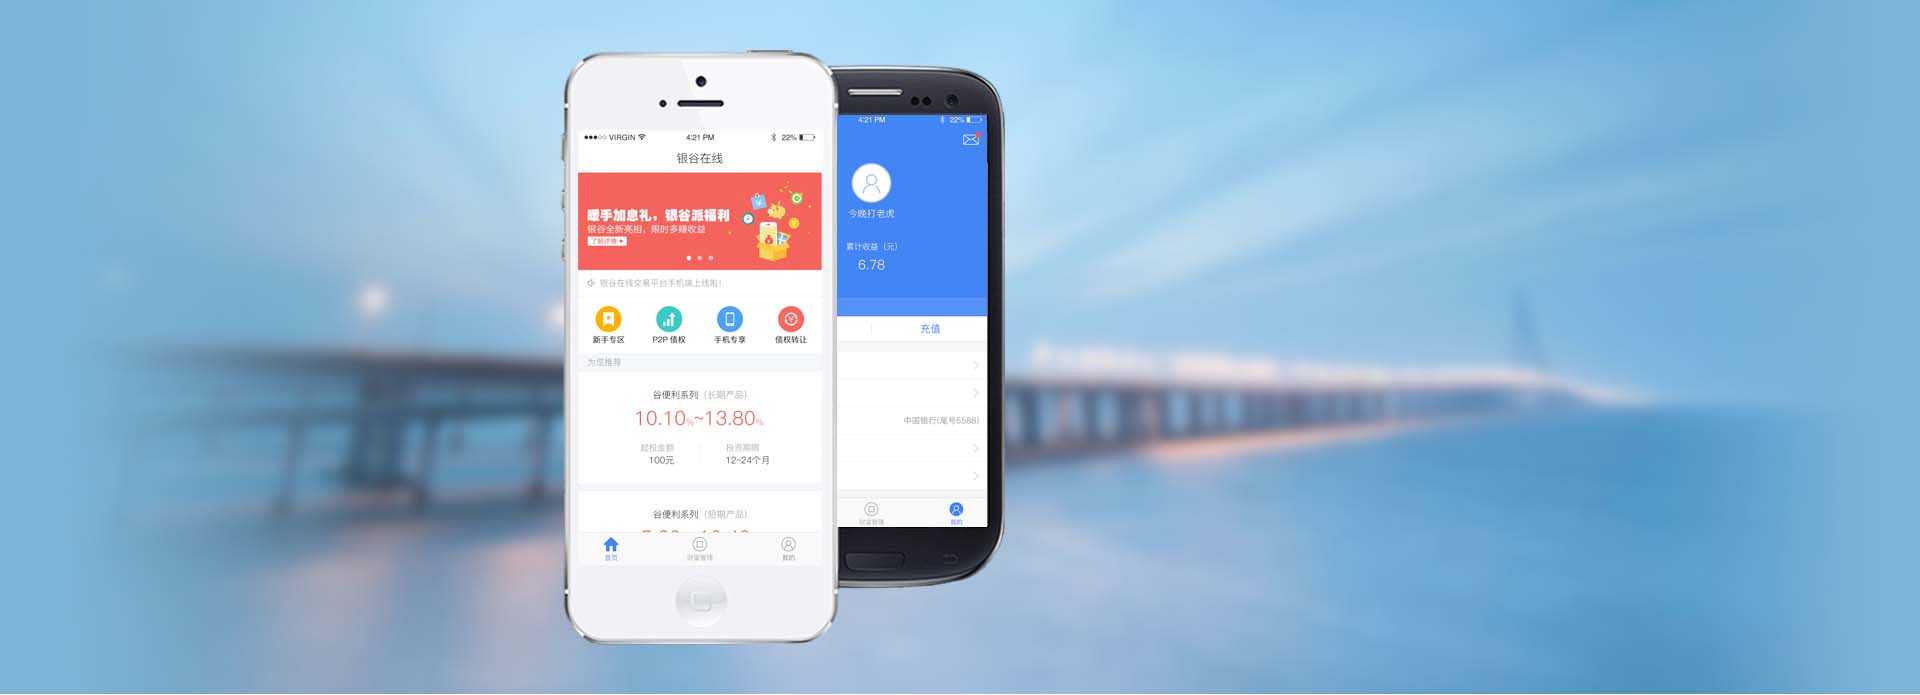 VIRGIN
4:21 PM
22%
银谷在线
暖手加息礼，银谷派福利
银谷全新亮相，限时多赚收益
了解详情
银谷在线交易平台手机端上线啦！
新手专区
P2P 债权
手机专享
债权转让
为您推荐
谷便利系列（长期产品）
10.10%~13.80%
起投金额
投资期限
100元
12~24个月
谷便利系列（短期产品）
首页
财富管理
我的
4:21 PM
22%
今晚打老虎
累计收益（元）
6.78
充值
中国银行(尾号5588)
财富管理
我的